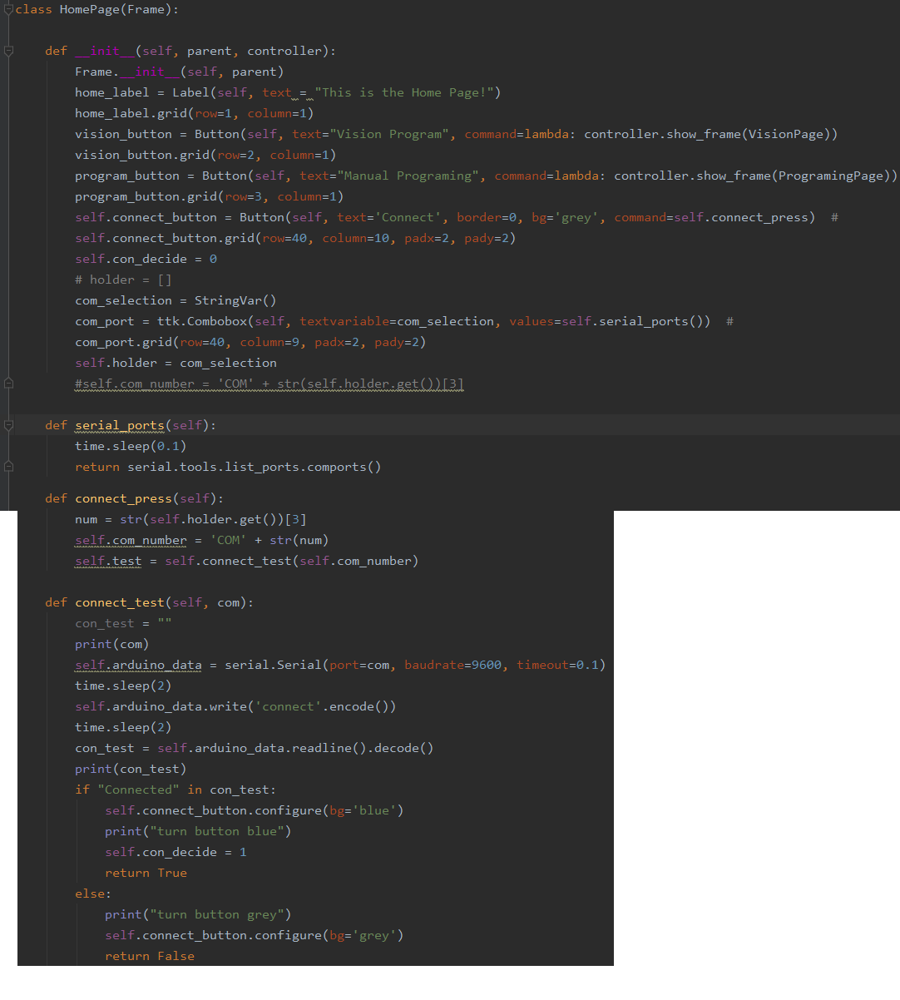 class HomePage(Frame):
def __init__(self, parent, controller):
Frame.__init__(self, parent)
home_label = Label(self, text = "This is the Home Page!")
home_label.grid(row=1, column=1)
vision_button = Button(self, text="Vision Program", command=lambda: controller.show_frame(VisionPage))
vision_button.grid(row=2, column=1)
program_button = Button(self, text="Manual Programing", command=lambda: controller.show_frame(ProgramingPage))
program_button.grid(row=3, column=1)
self.connect_button = Button(self, text='Connect', border=0, bg='grey', command=self.connect_press)  #
self.connect_button.grid(row=40, column=10, padx=2, pady=2)
self.con_decide = 0
# holder = []
com_selection = StringVar()
com_port = ttk.Combobox(self, textvariable=com_selection, values=self.serial_ports())  #
com_port.grid(row=40, column=9, padx=2, pady=2)
self.holder = com_selection
#self.com_number = 'COM' + str(self.holder.get())[3]
def serial_ports(self):
time.sleep(0.1)
return serial.tools.list_ports.comports()
def connect_press(self):
num = str(self.holder.get())[3]
self.com_number = 'COM' + str(num)
self.test = self.connect_test(self.com_number)
def connect_test(self, com):
con_test = ""
print(com)
self.arduino_data = serial.Serial(port=com, baudrate=9600, timeout=0.1)
time.sleep(2)
self.arduino_data.write('connect'.encode())
time.sleep(2)
con_test = self.arduino_data.readline().decode()
print(con_test)
if "Connected" in con_test:
self.connect_button.configure(bg='blue')
print("turn button blue")
self.con_decide = 1
return True
else:
print("turn button grey")
self.connect_button.configure(bg='grey')
return False